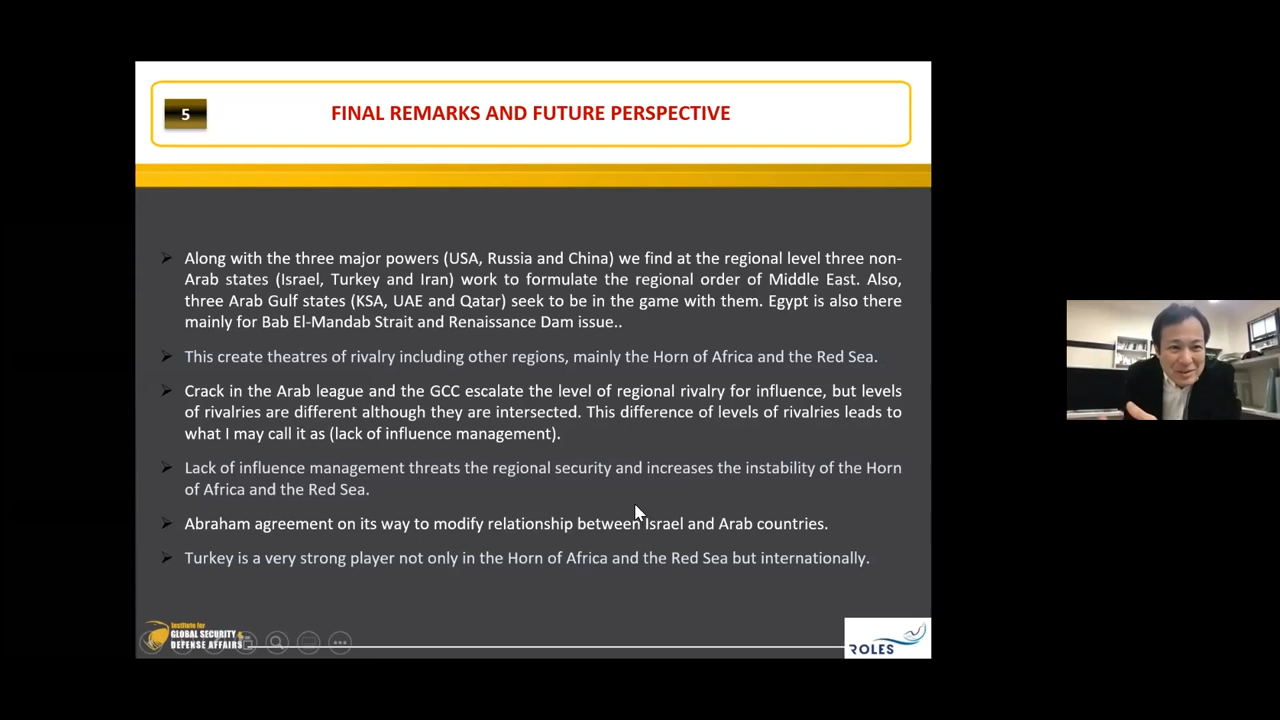 5
FINAL REMARKS AND FUTURE PERSPECTIVE
Along with the three major powers (USA, Russia and China) we find at the regional level three non-
Arab states (Israel, Turkey and Iran) work to formulate the regional order of Middle East. Also,
three Arab Gulf states (KSA, UAE and Qatar) seek to be in the game with them. Egypt is also there
mainly for Bab El-Mandab Strait and Renaissance Dam issue..
This create theatres of rivalry including other regions, mainly the Horn of Africa and the Red Sea.
Crack in the Arab league and the GCC escalate the level of regional rivalry for influence, but levels
of rivalries are different although they are intersected. This difference of levels of rivalries leads to
what I may call it as (lack of influence management).
Lack of influence management threats the regional security and increases the instability of the Horn
of Africa and the Red Sea.
Abraham agreement on its way to modify relationship between Israel and Arab countries.
Turkey is a very strong player not only in the Horn of Africa and the Red Sea but internationally.
Institute for
GLOBAL SECURITY &
DEFENSE AFFAIRS
ROLES